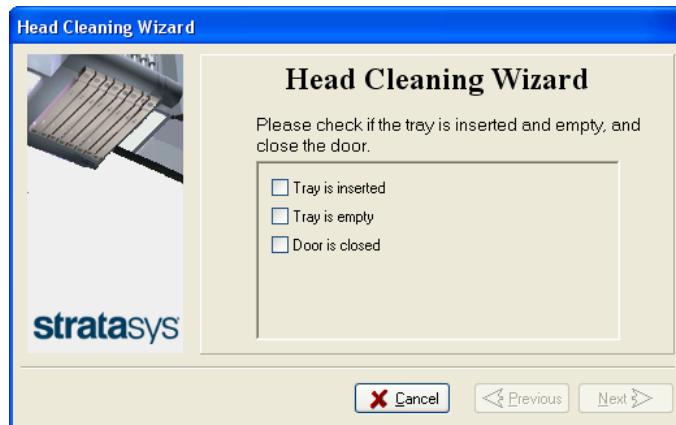 Head Cleaning Wizard
Head Cleaning Wizard
Please check if the tray is inserted and empty, and
close the door.
Tray is inserted
Tray is empty
Door is closed
stratasys
Cancel
Previous
Next